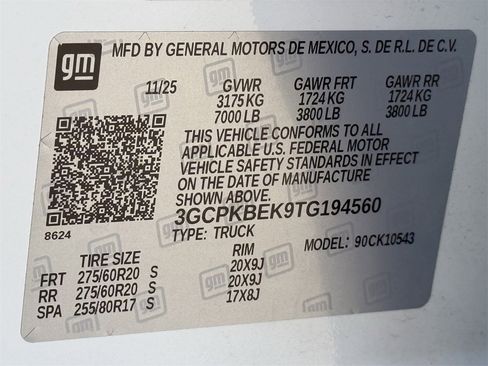 gm MFD BY GENERAL MOTORS DE MEXICO, S. DE R.L. DE C.V.
11/25 GVWR GAWR FRT GAWR RR
3175 KG 1724 KG 1724 KG
7000 LB 3800 LB 3800 LB
THIS VEHICLE CONFORMS TO ALL
APPLICABLE U.S. FEDERAL MOTOR
VEHICLE SAFETY STANDARDS IN EFFECT
ON THE DATE OF MANUFACTURE
SHOWN ABOVE
3GCPKBEK9TG194560
8624 TYPE: TRUCK MODEL: 90CK10543
TIRE SIZE RIM
FRT 275/60R20 S 20X9J
RR 275/60R20 S 20X9J
SPA 255/80R17 S 17X8J